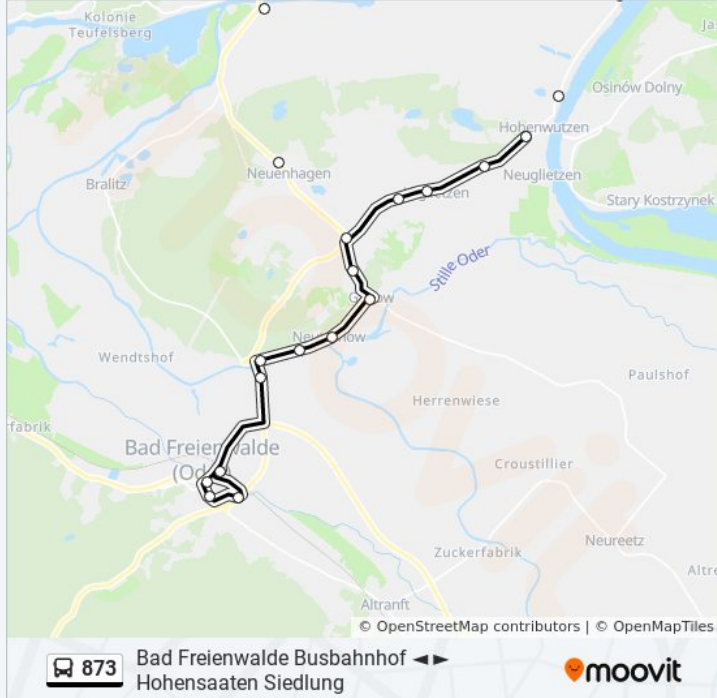 Kolonie
Teufelsberg
Osinów Dolny
Hohenwutzen
Neuenhagen
Neuglietzen
Bralitz
Stary Kostrzynek
Stille Oder
Wendtshof
Paulshof
Herrenwiese
Bad Freienwalde
Croustillier
Neureetz
Zuckerfabrik
Altranft
© OpenStreetMap contributors | © OpenMapTiles
873
Bad Freienwalde Busbahnhof ◄►
Hohensaaten Siedlung
moovit